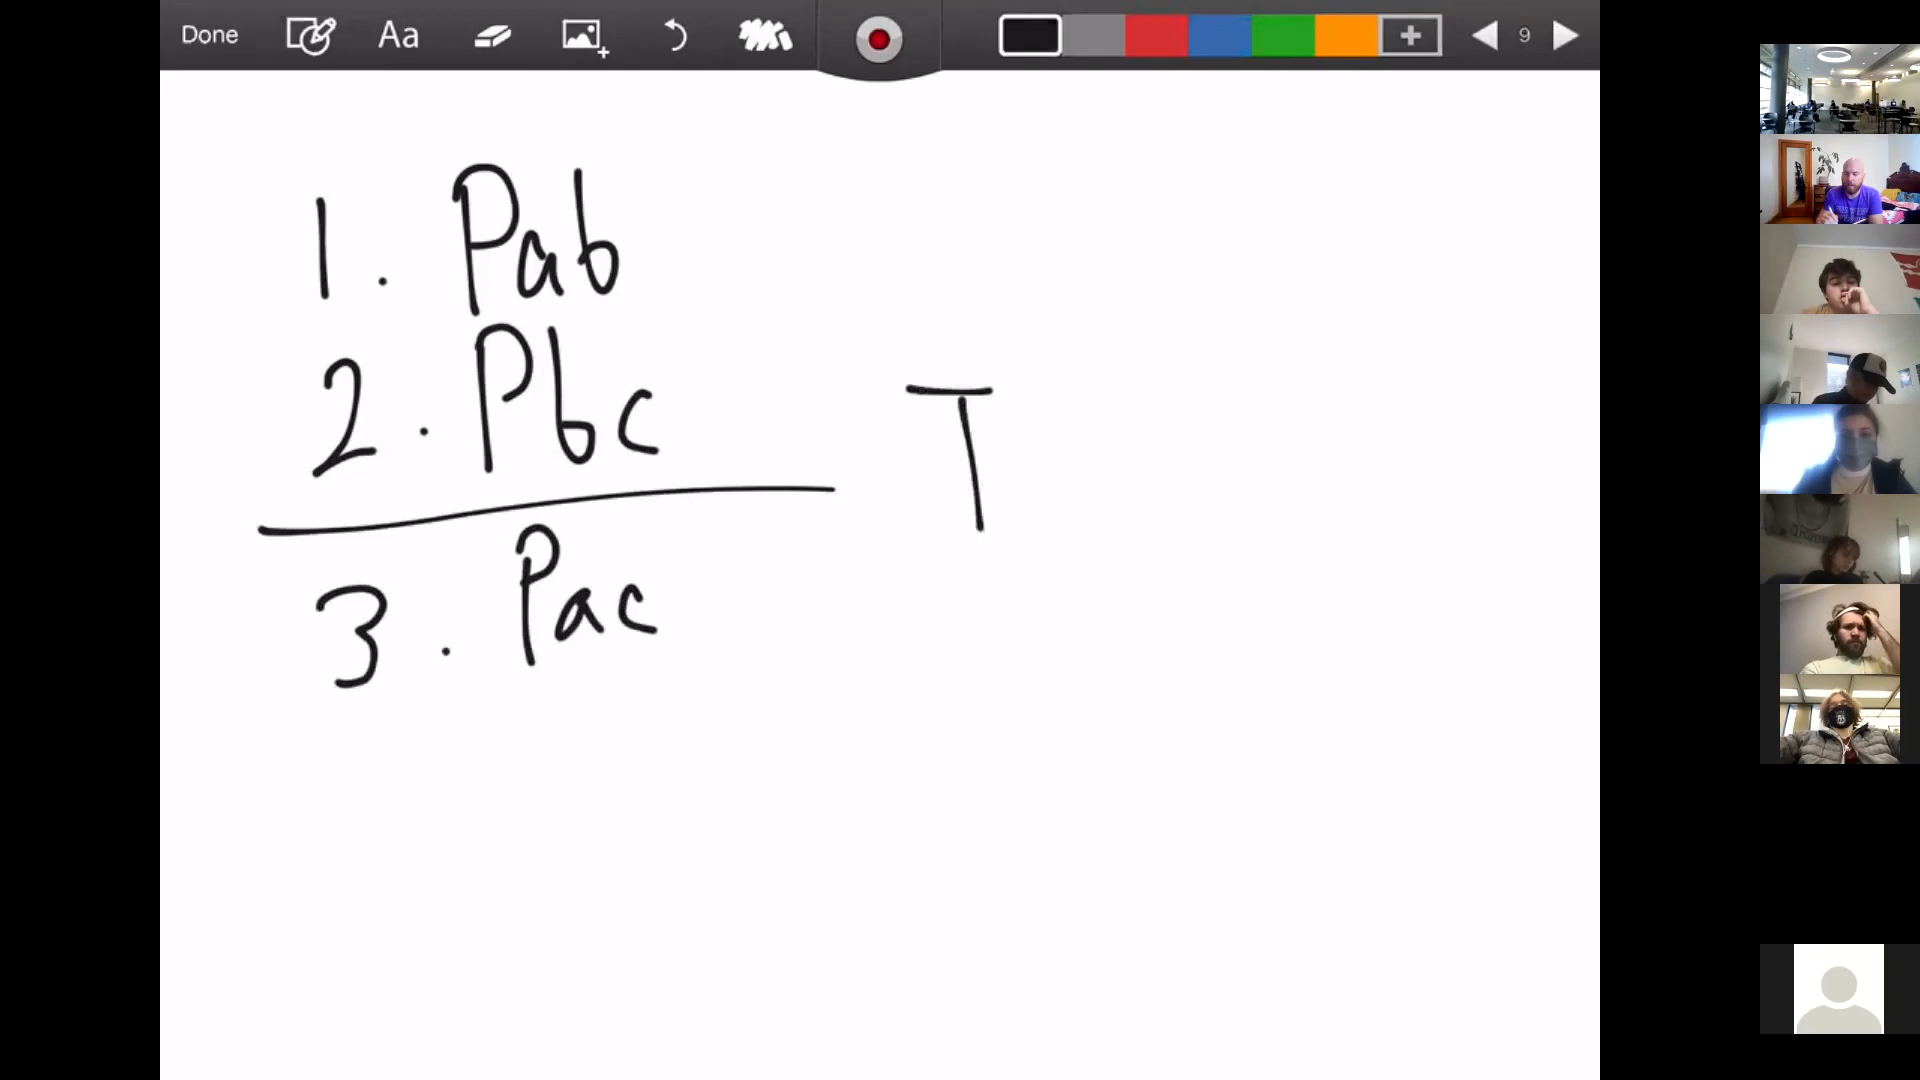 Done Aa 9
1. Pab
2. Pbc
T
3. Pac